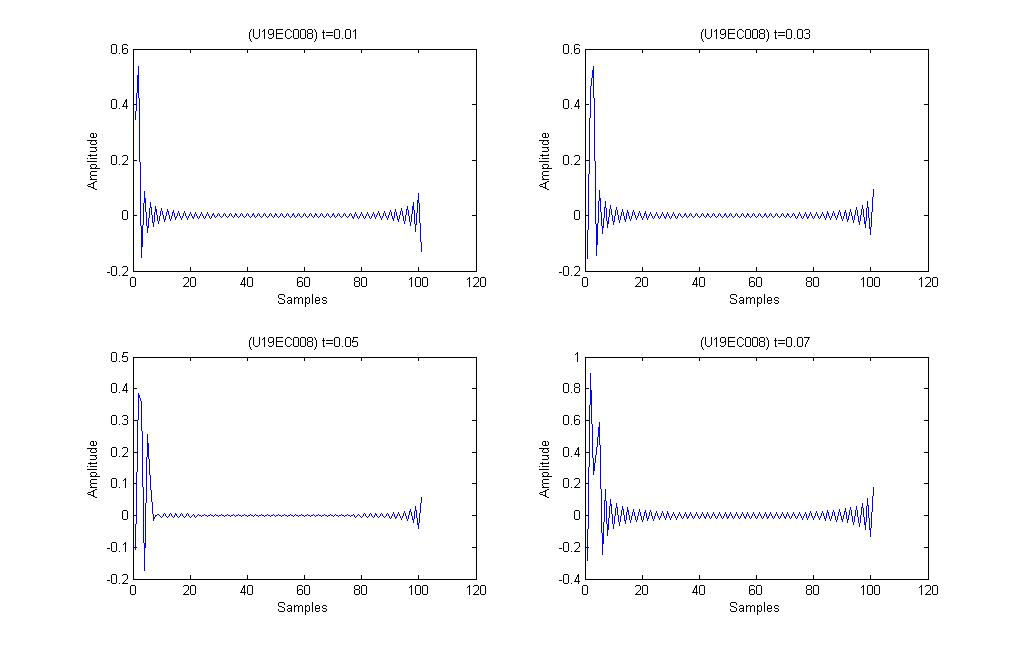 (U19EC008) t=0.01
0.6
0.4
0.2
0
-0.2
Amplitude
0 20 40 60 80 100 120
Samples
(U19EC008) t=0.03
0.6
0.4
0.2
0
-0.2
Amplitude
0 20 40 60 80 100 120
Samples
(U19EC008) t=0.05
0.5
0.4
0.3
0.2
0.1
0
-0.1
-0.2
Amplitude
0 20 40 60 80 100 120
Samples
(U19EC008) t=0.07
1
0.8
0.6
0.4
0.2
0
-0.2
-0.4
Amplitude
0 20 40 60 80 100 120
Samples